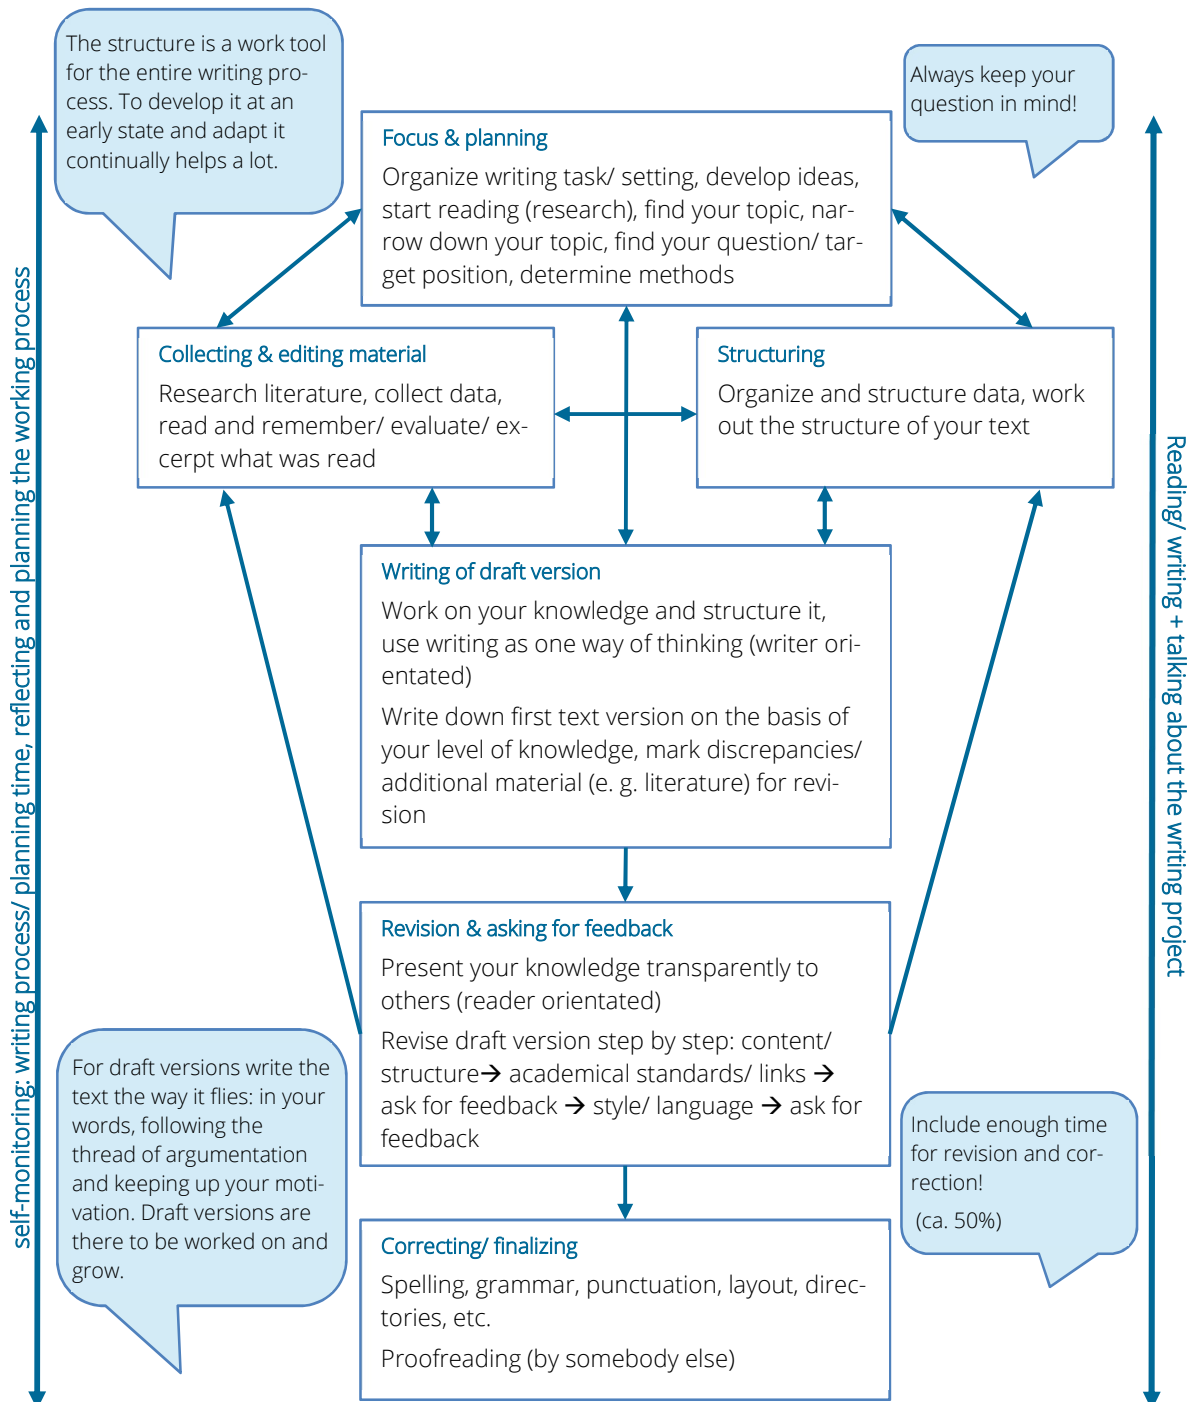 The structure is a work tool
for the entire writing pro-
cess. To develop it at an
early state and adapt it
continually helps a lot.
Always keep your
question in mind!
Focus & planning
Organize writing task/ setting, develop ideas,
start reading (research), find your topic, nar-
row down your topic, find your question/ tar-
get position, determine methods
Collecting & editing material
Research literature, collect data,
read and remember/ evaluate/ ex-
cerpt what was read
Structuring
Organize and structure data, work
out the structure of your text
self-monitoring: writing process/ planning time, reflecting and planning the working process
Reading/ writing + talking about the writing project
Writing of draft version
Work on your knowledge and structure it,
use writing as one way of thinking (writer ori-
entated)
Write down first text version on the basis of
your level of knowledge, mark discrepancies/
additional material (e. g. literature) for revi-
sion
Revision & asking for feedback
Present your knowledge transparently to
others (reader orientated)
Revise draft version step by step: content/
structure→ academical standards/ links →
ask for feedback → style/ language → ask for
feedback
For draft versions write the
text the way it flies: in your
words, following the
thread of argumentation
and keeping up your moti-
vation. Draft versions are
there to be worked on and
grow.
Include enough time
for revision and cor-
rection!
(ca. 50%)
Correcting/ finalizing
Spelling, grammar, punctuation, layout, direc-
tories, etc.
Proofreading (by somebody else)